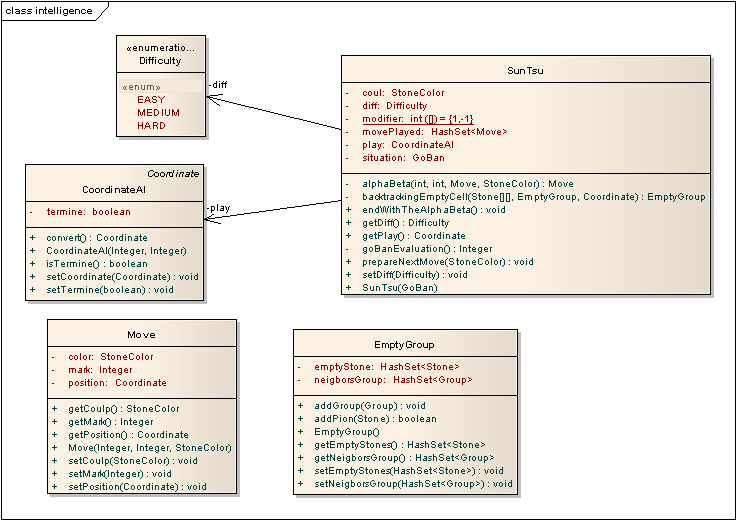 class intelligence
«enumeratio...
Difficulty
«enum»
EASY
MEDIUM
HARD
-diff
SunTsu
- coul: StoneColor
- diff: Difficulty
- modifier: int ([]) = {1,-1}
- movePlayed: HashSet<Move>
- play: CoordinateAI
- situation: GoBan
- alphaBeta(int, int, Move, StoneColor) : Move
- backtrackingEmptyCell(Stone[][], EmptyGroup, Coordinate) : EmptyGroup
+ endWithTheAlphaBeta() : void
+ getDiff() : Difficulty
+ getPlay() : Coordinate
- goBanEvaluation() : Integer
+ prepareNextMove(StoneColor) : void
+ setDiff(Difficulty) : void
+ SunTsu(GoBan)
Coordinate
CoordinateAI
- termine: boolean
+ convert() : Coordinate
+ CoordinateAI(Integer, Integer)
+ isTermine() : boolean
+ setCoordinate(Coordinate) : void
+ setTermine(boolean) : void
-play
Move
- color: StoneColor
- mark: Integer
- position: Coordinate
+ getCoulp() : StoneColor
+ getMark() : Integer
+ getPosition() : Coordinate
+ Move(Integer, Integer, StoneColor)
+ setCoulp(StoneColor) : void
+ setMark(Integer) : void
+ setPosition(Coordinate) : void
EmptyGroup
- emptyStone: HashSet<Stone>
- neigborsGroup: HashSet<Group>
+ addGroup(Group) : void
+ addPion(Stone) : boolean
+ EmptyGroup()
+ getEmptyStones() : HashSet<Stone>
+ getNeigborsGroup() : HashSet<Group>
+ setEmptyStones(HashSet<Stone>) : void
+ setNeigborsGroup(HashSet<Group>) : void